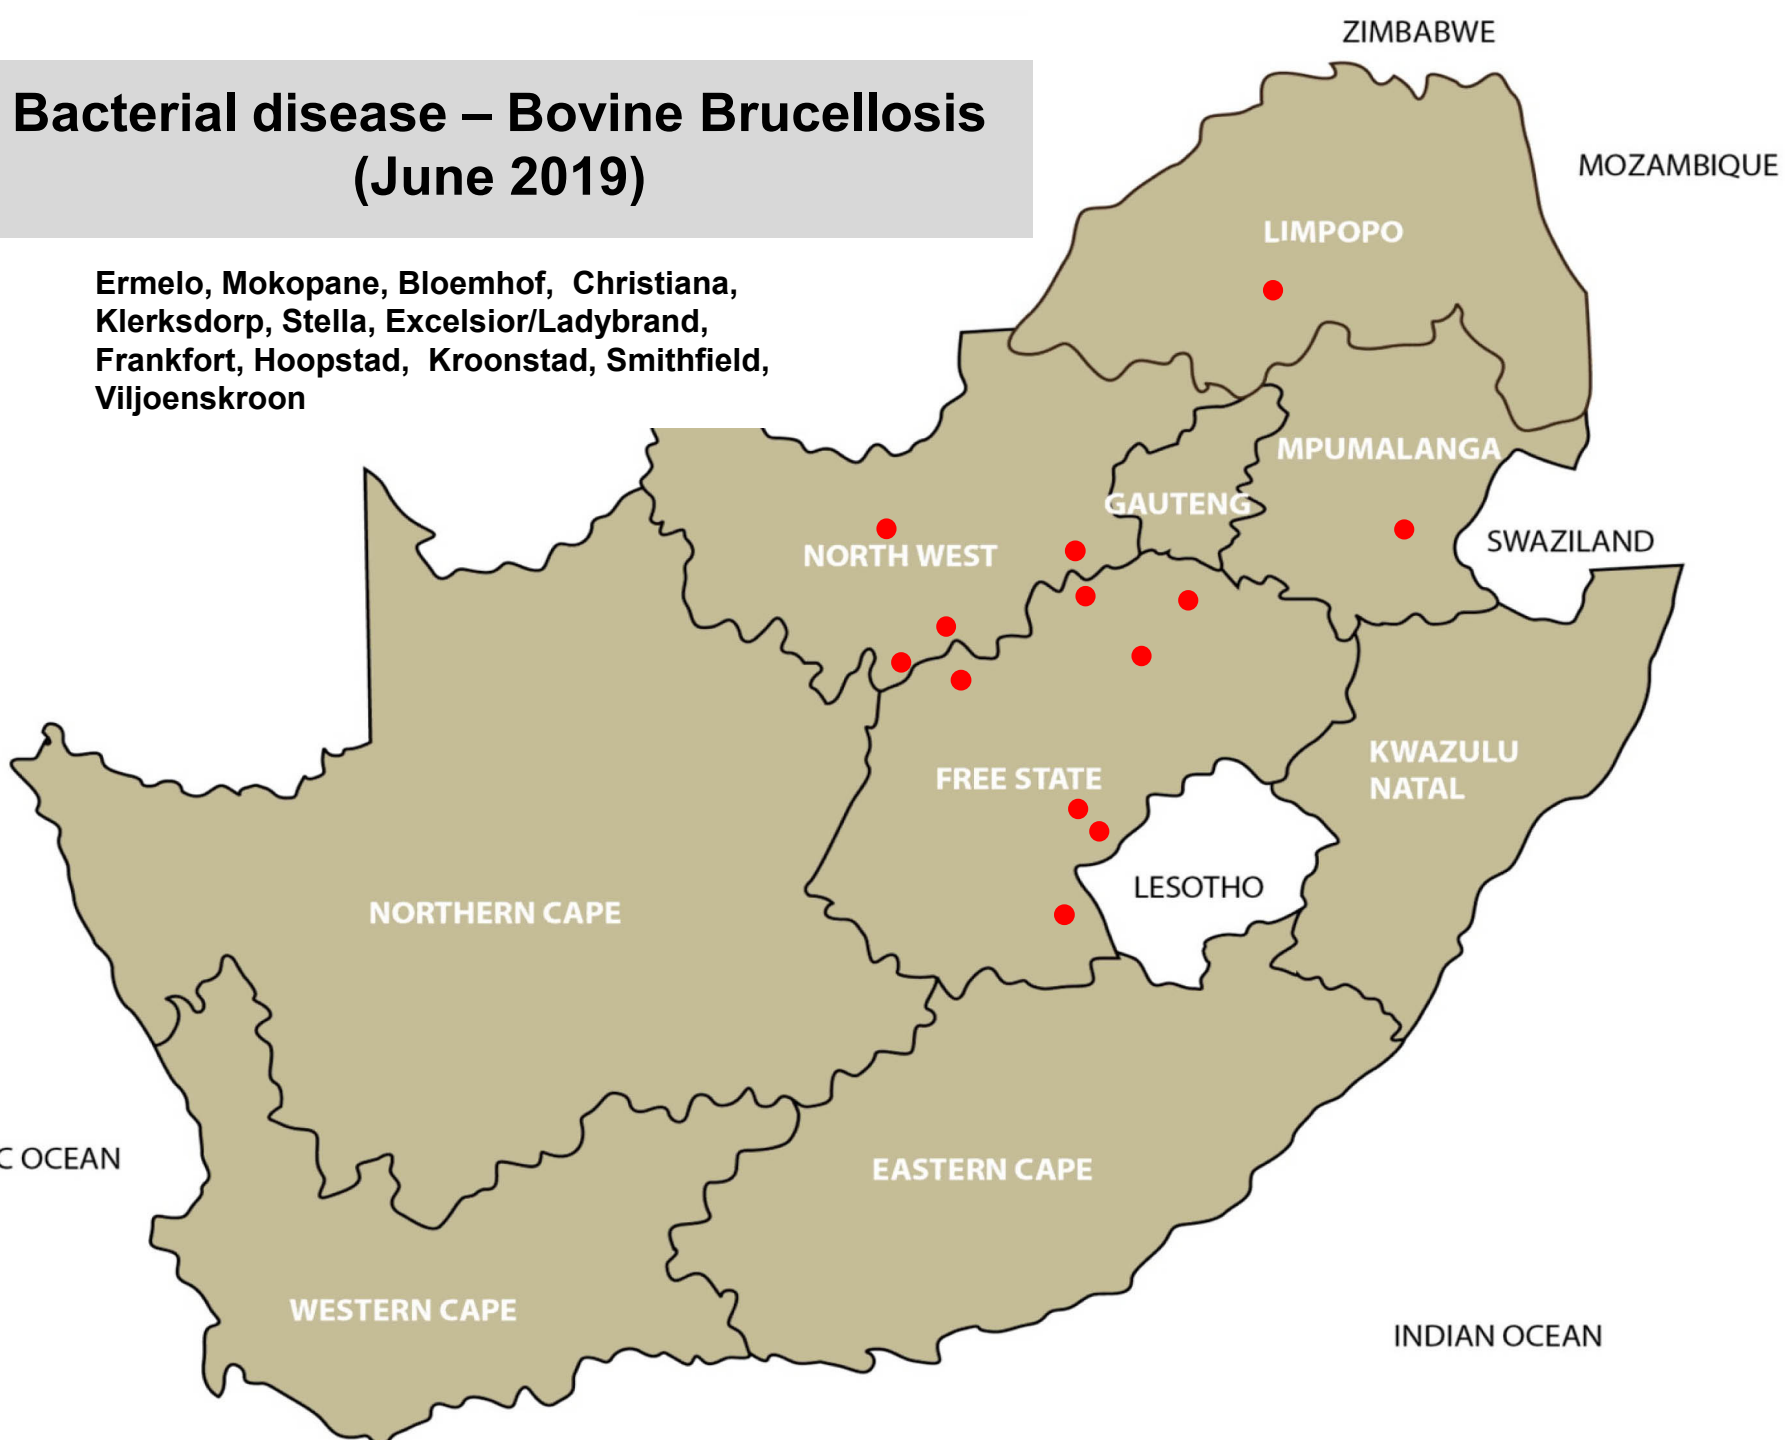 ZIMBABWE
Bacterial disease – Bovine Brucellosis
(June 2019)
MOZAMBIQUE
LIMPOPO
Ermelo, Mokopane, Bloemhof,  Christiana,
Klerksdorp, Stella, Excelsior/Ladybrand,
Frankfort, Hoopstad,  Kroonstad, Smithfield,
Viljoenskroon
MPUMALANGA
GAUTENG
SWAZILAND
NORTH WEST
KWAZULU
NATAL
FREE STATE
LESOTHO
NORTHERN CAPE
C OCEAN
EASTERN CAPE
WESTERN CAPE
INDIAN OCEAN